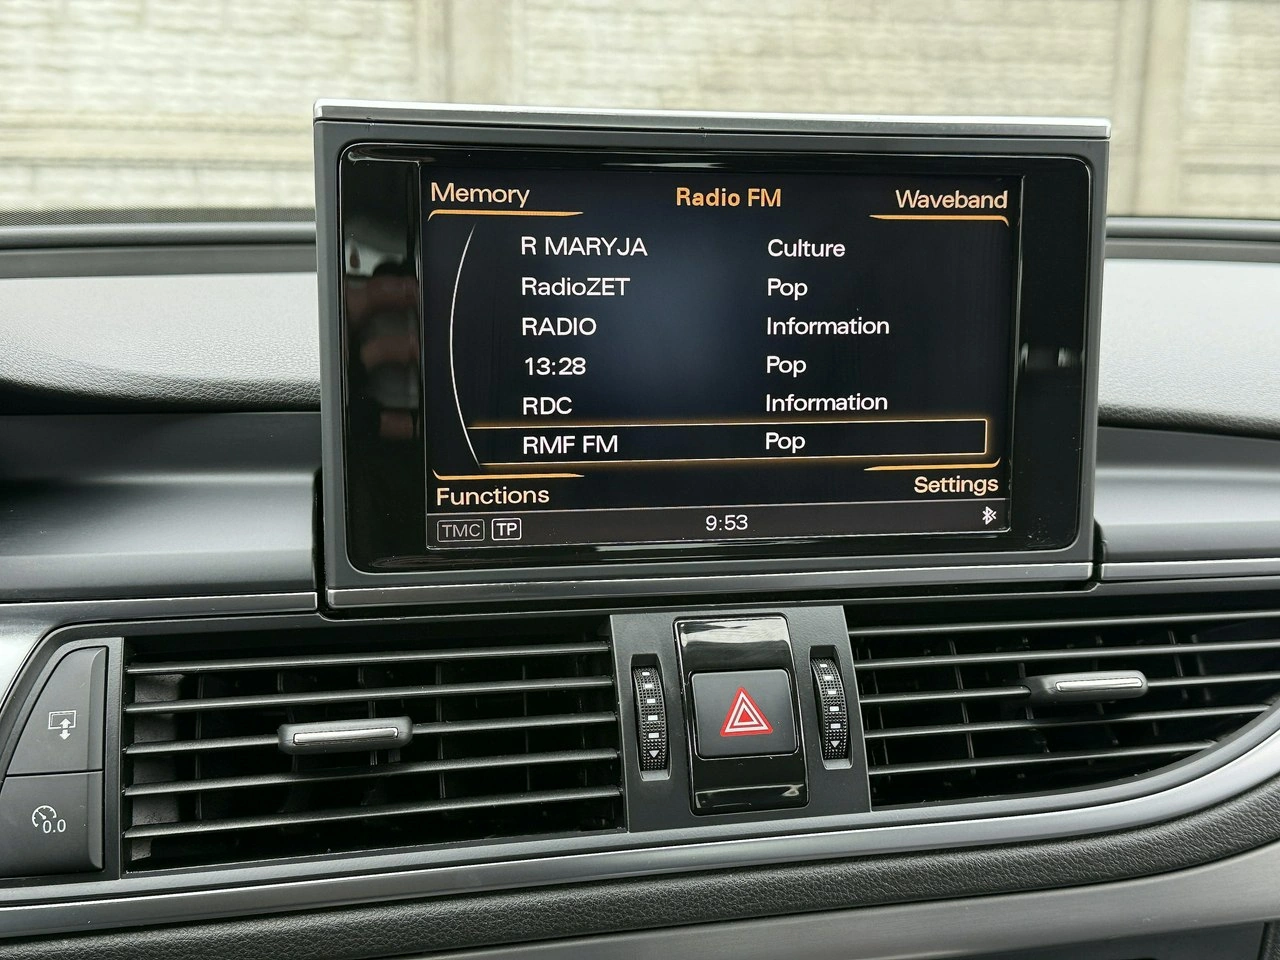 Memory Radio FM Waveband
R MARYJA Culture
RadioZET Pop
RADIO Information
13:28 Pop
RDC Information
RMF FM Pop
Functions Settings
TMC TP 9:53
0.0